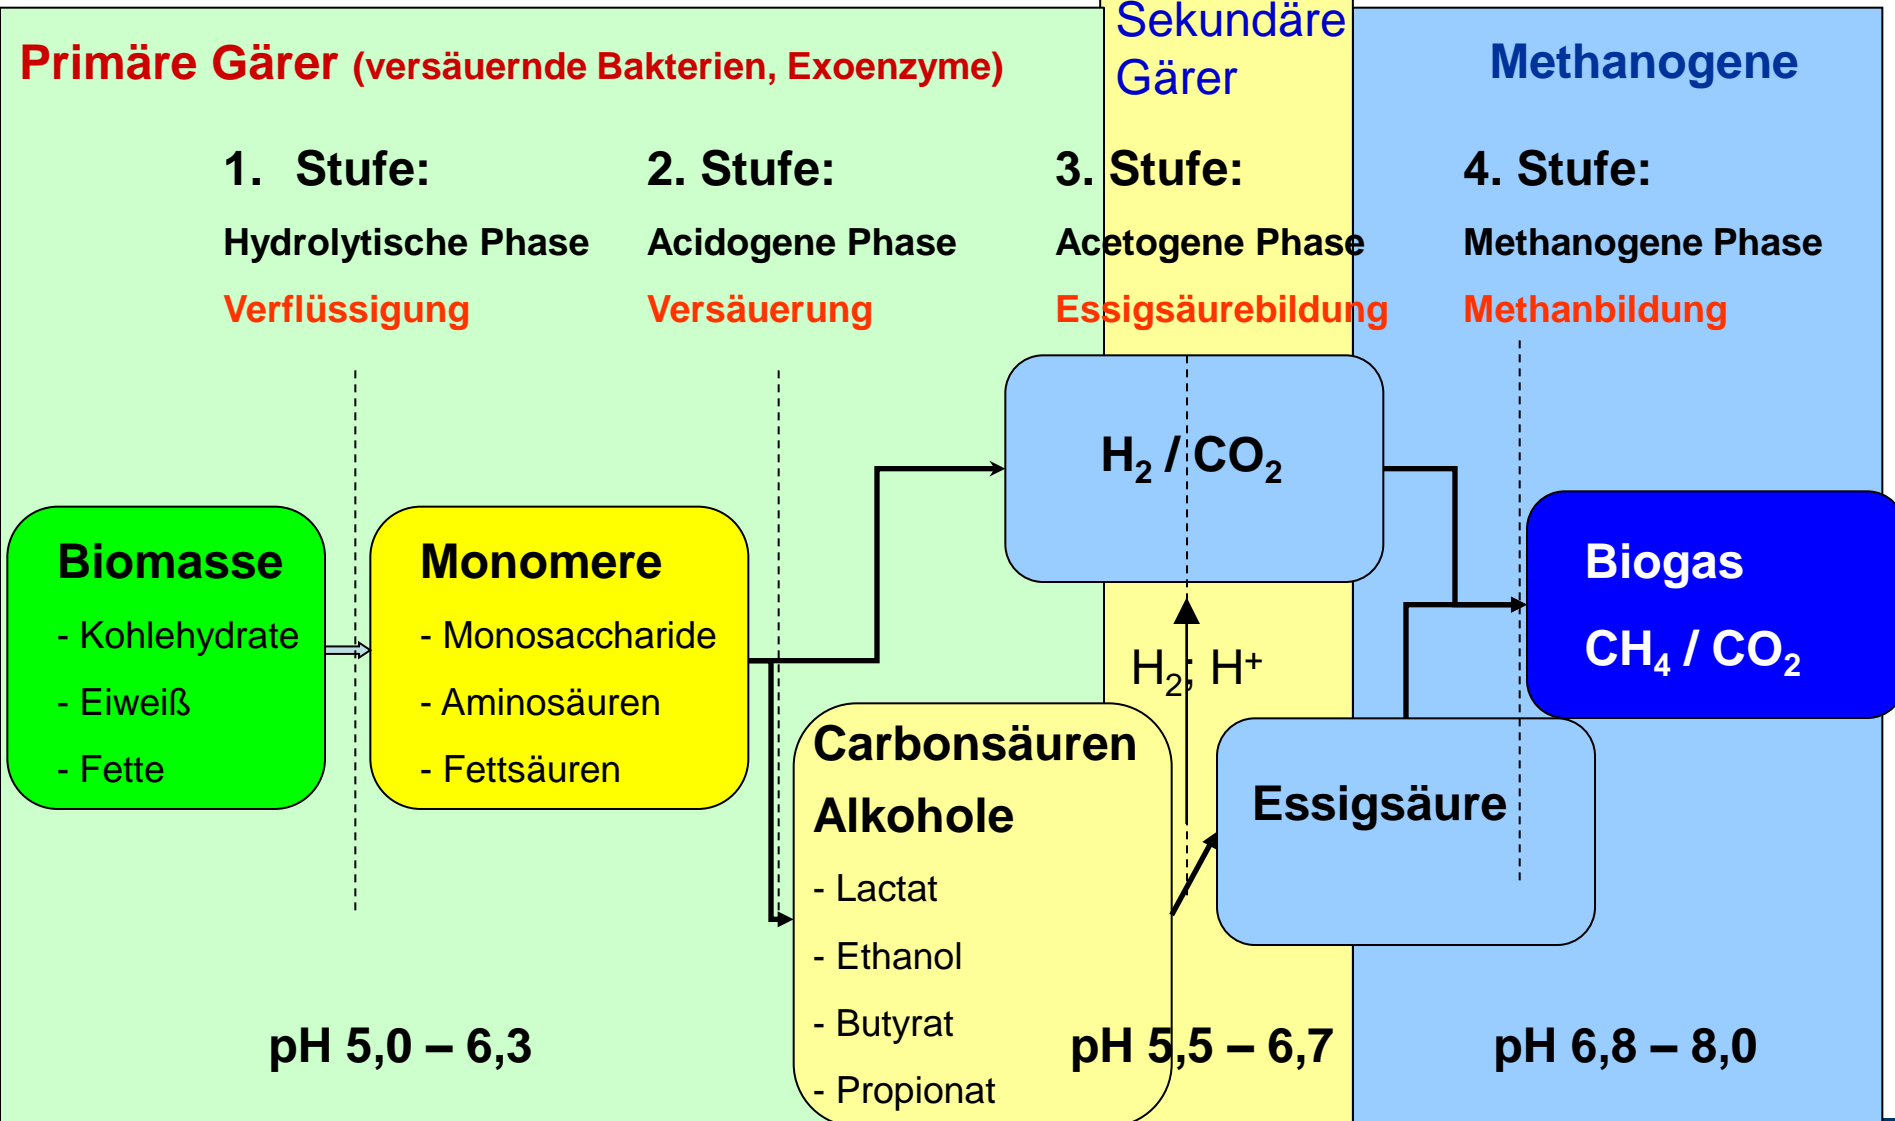 Primäre Gärer (versäuernde Bakterien, Exoenzyme)
Sekundäre
Gärer
Methanogene
1. Stufe:
Hydrolytische Phase
Verflüssigung
2. Stufe:
Acidogene Phase
Versäuerung
3. Stufe:
Acetogene Phase
Essigsäurebildung
4. Stufe:
Methanogene Phase
Methanbildung
Biomasse
- Kohlehydrate
- Eiweiß
- Fette
Monomere
- Monosaccharide
- Aminosäuren
- Fettsäuren
H₂ / CO₂
H₂; H⁺
Carbonsäuren
Alkohole
- Lactat
- Ethanol
- Butyrat
- Propionat
Essigsäure
Biogas
CH₄ / CO₂
pH 5,0 – 6,3
pH 5,5 – 6,7
pH 6,8 – 8,0